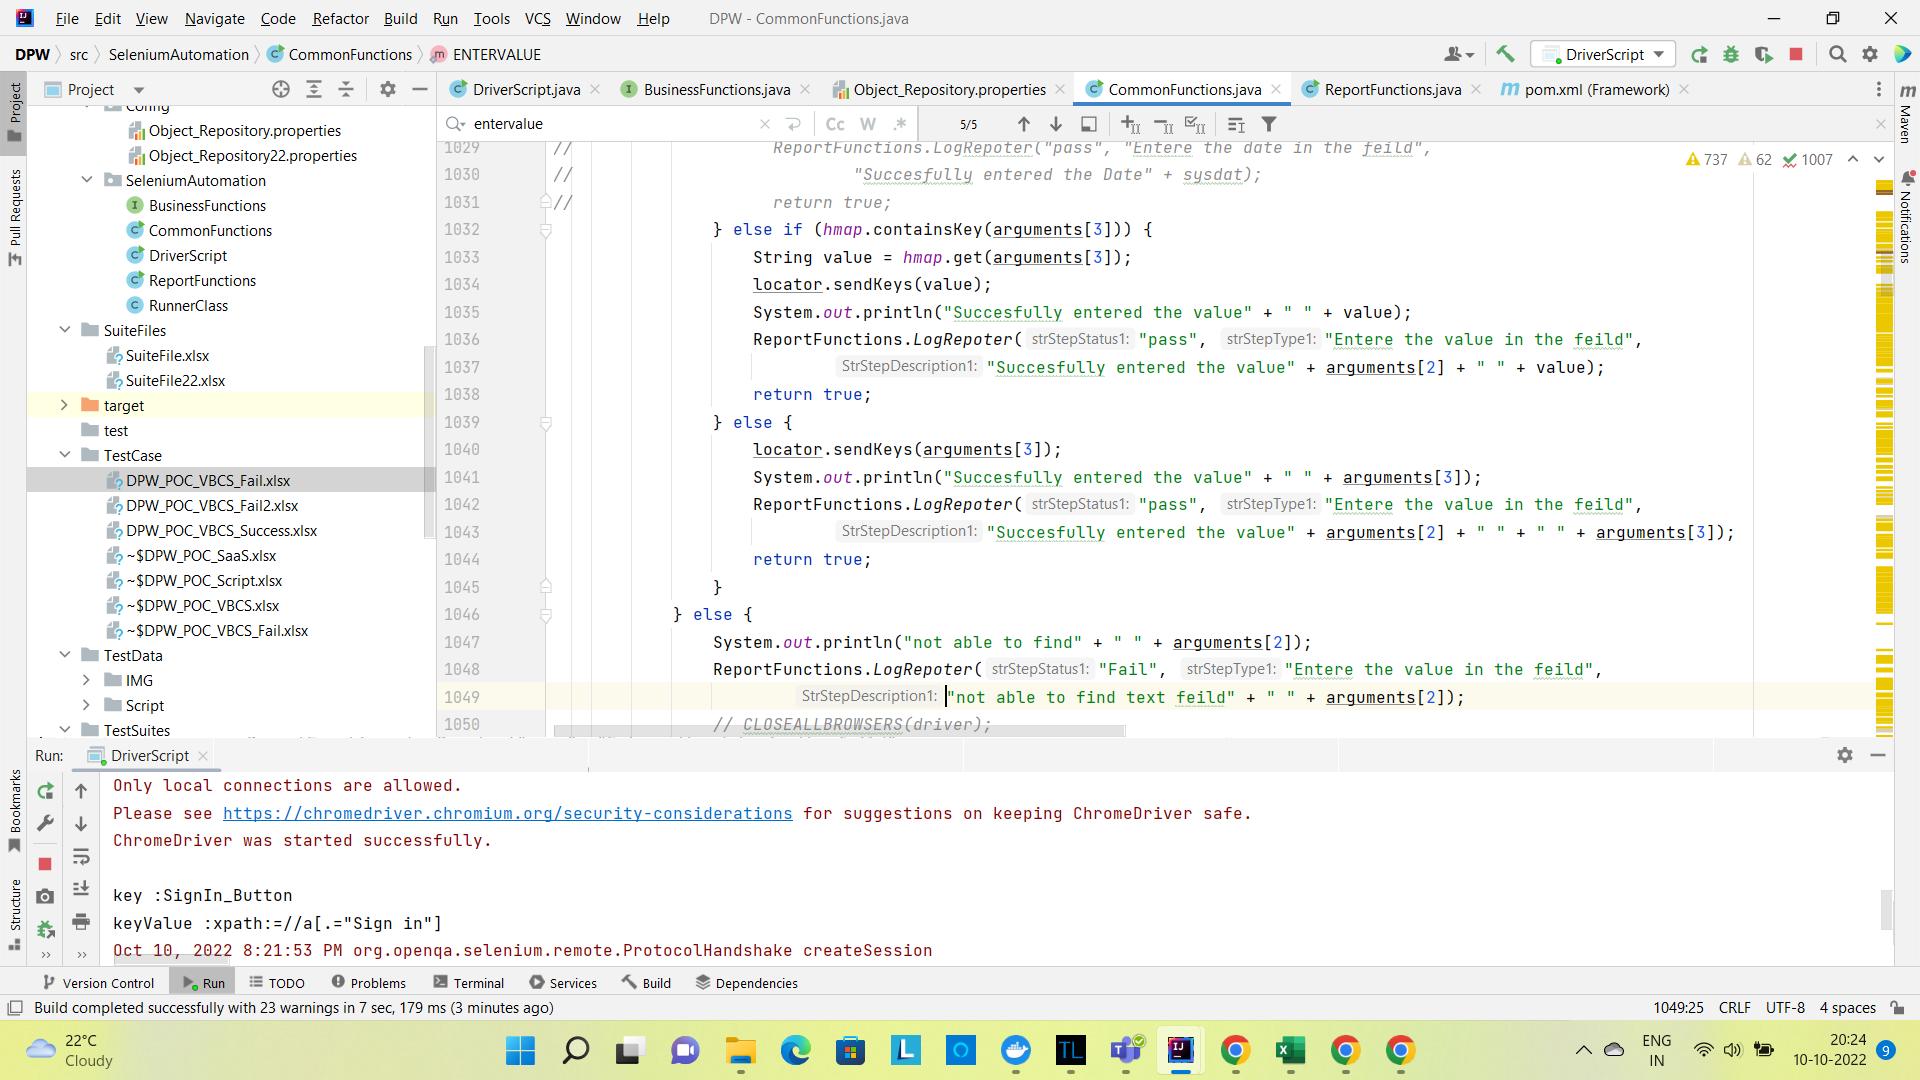 File Edit View Navigate Code Refactor Build Run Tools VCS Window Help DPW - CommonFunctions.java
DPW src SeleniumAutomation CommonFunctions m ENTERVALUE DriverScript
Project DriverScript.java BusinessFunctions.java Object_Repository.properties CommonFunctions.java ReportFunctions.java m pom.xml (Framework)
entervalue Cc W .* 5/5
737 62 1007
Project
Pull Requests
Bookmarks
Structure
Maven
Notifications
Config
Object_Repository.properties
Object_Repository22.properties
SeleniumAutomation
BusinessFunctions
CommonFunctions
DriverScript
ReportFunctions
RunnerClass
SuiteFiles
SuiteFile.xlsx
SuiteFile22.xlsx
target
test
TestCase
DPW_POC_VBCS_Fail.xlsx
DPW_POC_VBCS_Fail2.xlsx
DPW_POC_VBCS_Success.xlsx
~$DPW_POC_SaaS.xlsx
~$DPW_POC_Script.xlsx
~$DPW_POC_VBCS.xlsx
~$DPW_POC_VBCS_Fail.xlsx
TestData
IMG
Script
TestSuites
1029 // ReportFunctions.LogRepoter("pass", "Entere the date in the feild",
1030 // "Succesfully entered the Date" + sysdat);
1031 // return true;
1032 } else if (hmap.containsKey(arguments[3])) {
1033 String value = hmap.get(arguments[3]);
1034 locator.sendKeys(value);
1035 System.out.println("Succesfully entered the value" + " " + value);
1036 ReportFunctions.LogRepoter( strStepStatus1: "pass", strStepType1: "Entere the value in the feild",
1037 StrStepDescription1: "Succesfully entered the value" + arguments[2] + " " + value);
1038 return true;
1039 } else {
1040 locator.sendKeys(arguments[3]);
1041 System.out.println("Succesfully entered the value" + " " + arguments[3]);
1042 ReportFunctions.LogRepoter( strStepStatus1: "pass", strStepType1: "Entere the value in the feild",
1043 StrStepDescription1: "Succesfully entered the value" + arguments[2] + " " + " " + arguments[3]);
1044 return true;
1045 }
1046 } else {
1047 System.out.println("not able to find" + " " + arguments[2]);
1048 ReportFunctions.LogRepoter( strStepStatus1: "Fail", strStepType1: "Entere the value in the feild",
1049 StrStepDescription1: "not able to find text feild" + " " + arguments[2]);
1050 // CLOSEALLBROWSERS(driver);
Run: DriverScript
Only local connections are allowed.
Please see https://chromedriver.chromium.org/security-considerations for suggestions on keeping ChromeDriver safe.
ChromeDriver was started successfully.
key :SignIn_Button
keyValue :xpath:=//a[.="Sign in"]
Oct 10, 2022 8:21:53 PM org.openqa.selenium.remote.ProtocolHandshake createSession
Version Control Run TODO Problems Terminal Services Build Dependencies
Build completed successfully with 23 warnings in 7 sec, 179 ms (3 minutes ago) 1049:25 CRLF UTF-8 4 spaces
22°C
Cloudy
L
TL
IJ
ENG
IN
20:24
10-10-2022
9